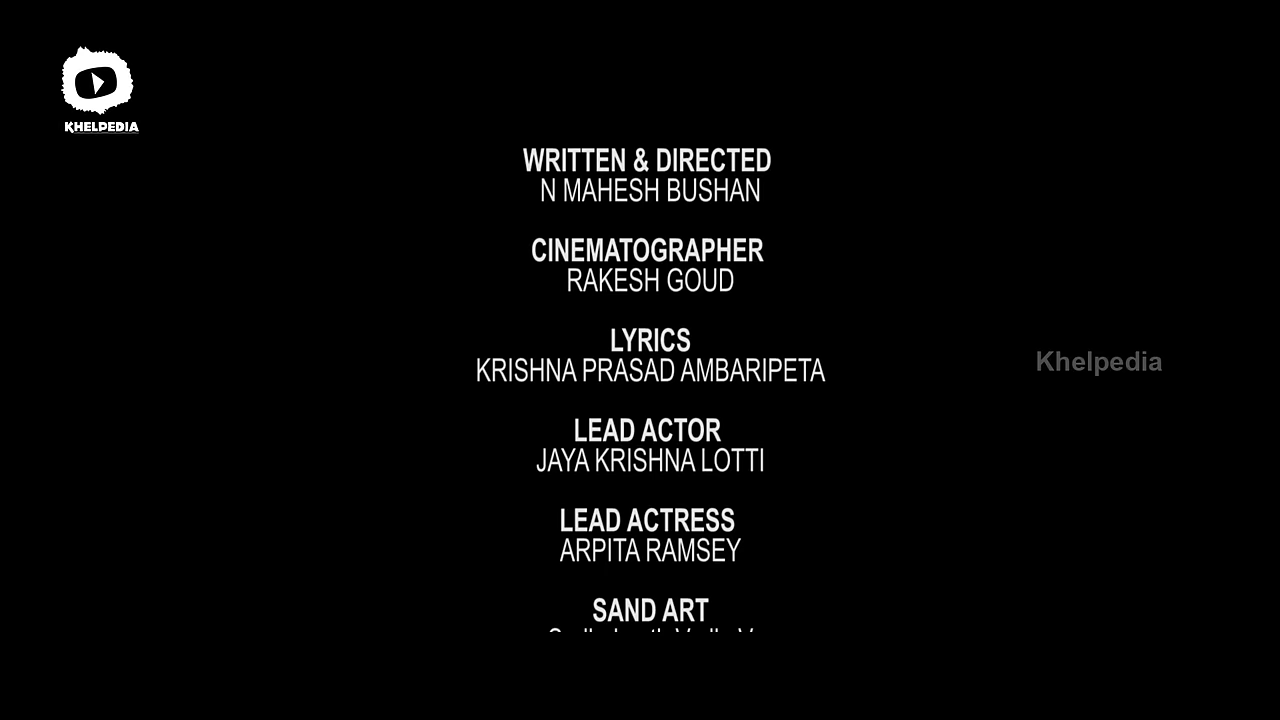 KHELPEDIA
WRITTEN & DIRECTED
N MAHESH BUSHAN
CINEMATOGRAPHER
RAKESH GOUD
LYRICS
KRISHNA PRASAD AMBARIPETA
Khelpedia
LEAD ACTOR
JAYA KRISHNA LOTTI
LEAD ACTRESS
ARPITA RAMSEY
SAND ART